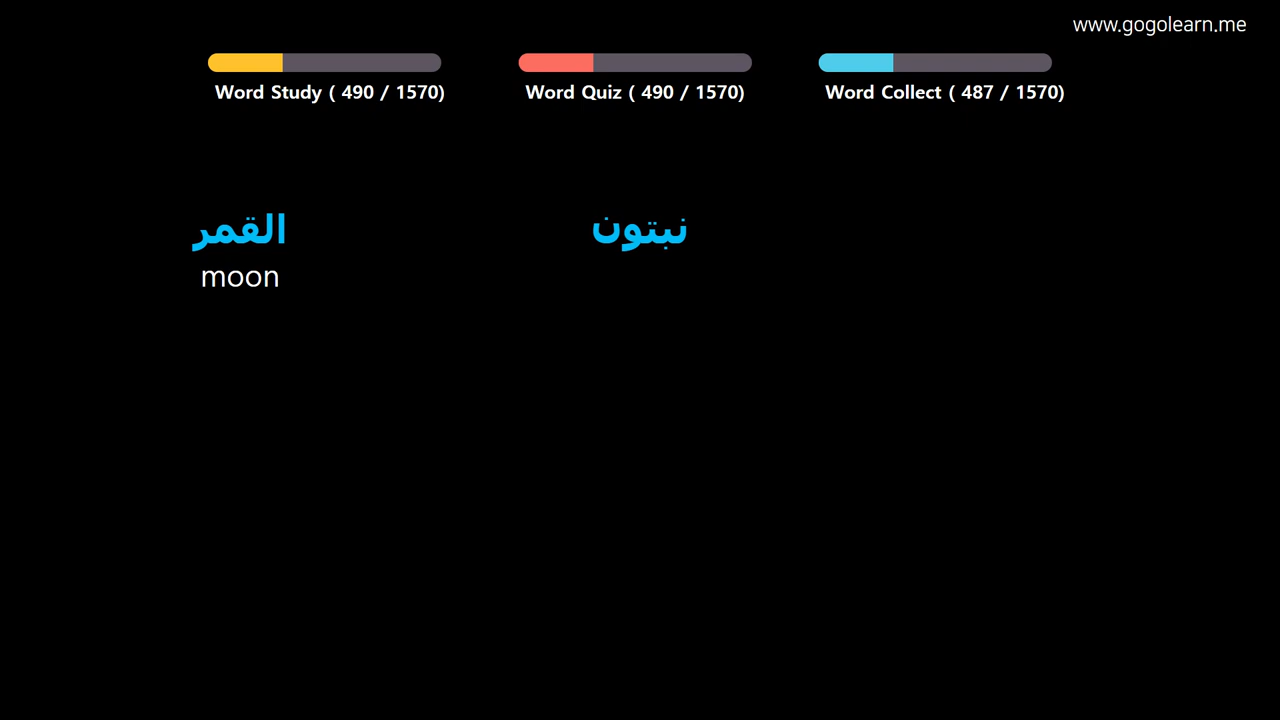 www.gogolearn.me
Word Study ( 490 / 1570)
Word Quiz ( 490 / 1570)
Word Collect ( 487 / 1570)
القمر
moon
نبتون